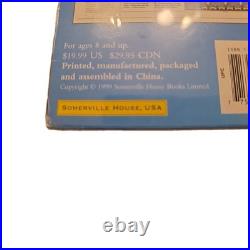 For ages 8 and up.
$19.99 US $29.95 CDN
Printed, manufactured, packaged
and assembled in China.
Copyright © 1999 Somerville House Books Limited
SOMERVILLE HOUSE, USA